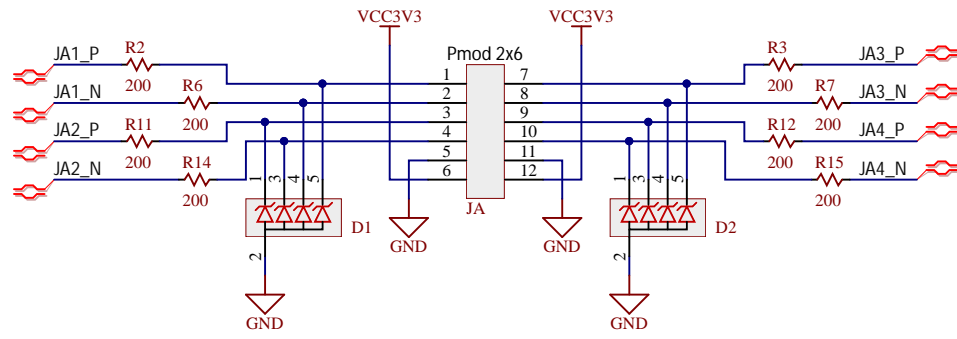 VCC3V3 VCC3V3
JA1_P R2 Pmod 2x6 R3 JA3_P
200 1 7 200
JA1_N R6 2 8 R7 JA3_N
200 3 9 200
JA2_P R11 4 10 R12 JA4_P
200 5 11 200
JA2_N R14 6 12 R15 JA4_N
200 1 3 4 5 JA 1 3 4 5 200
D1 GND GND D2
2 2
GND GND